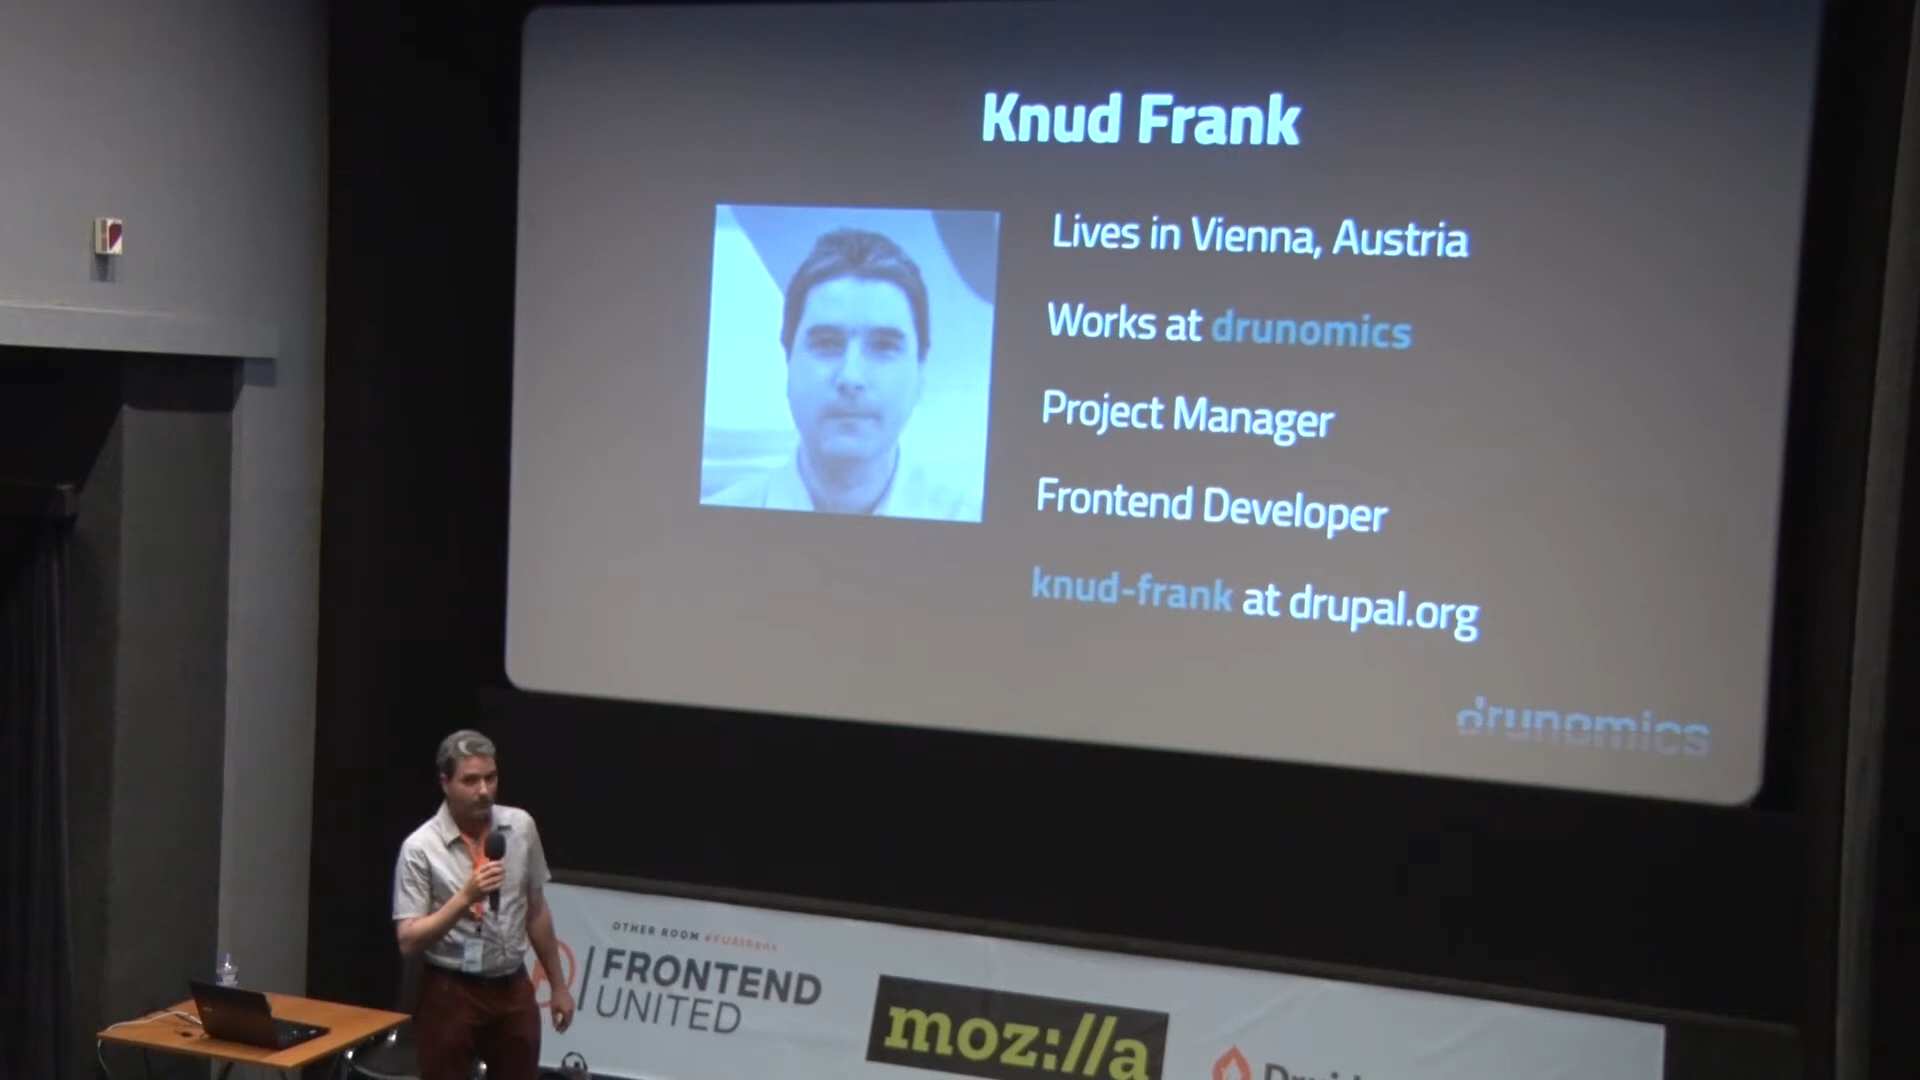 Knud Frank
Lives in Vienna, Austria
Works at drunomics
Project Manager
Frontend Developer
knud-frank at drupal.org
drunomics
OTHER ROOM #FUAthens
FRONTEND
UNITED
moz://a